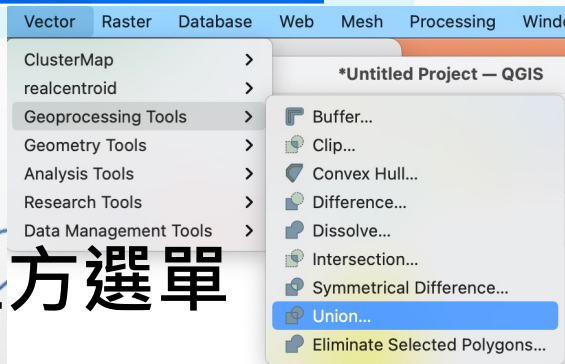 Vector Raster Database Web Mesh Processing
*Untitled Project — QGIS
ClusterMap
realcentroid
Geoprocessing Tools
Geometry Tools
Analysis Tools
Research Tools
Data Management Tools
Buffer...
Clip...
Convex Hull...
Difference...
Dissolve...
Intersection...
Symmetrical Difference...
Union...
Eliminate Selected Polygons...
方選單